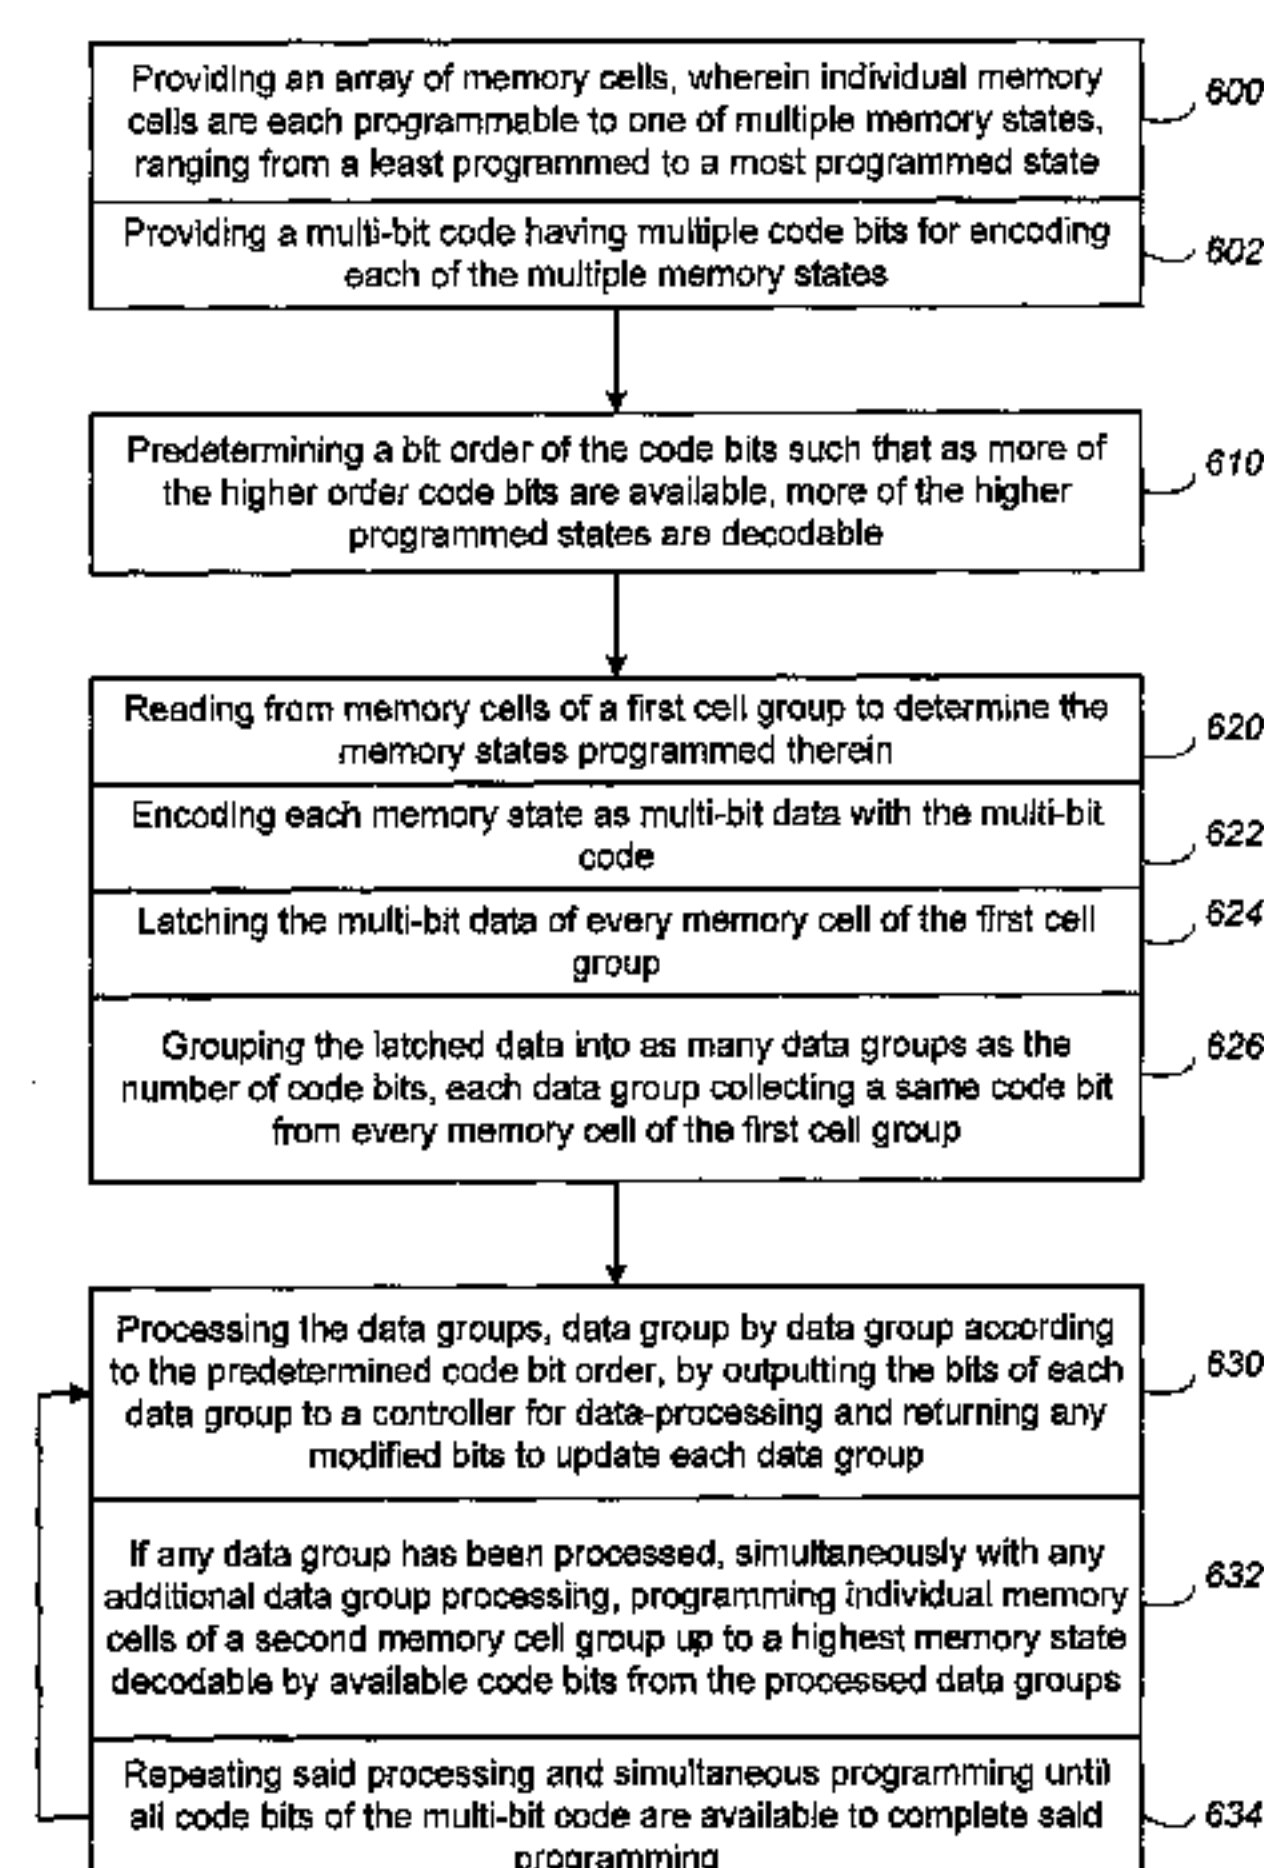 Providing an array of memory cells, wherein individual memory
cells are each programmable to one of multiple memory states,
ranging from a least programmed to a most programmed state
600
Providing a multi-bit code having multiple code bits for encoding
each of the multiple memory states
602
Predetermining a bit order of the code bits such that as more of
the higher order code bits are available, more of the higher
programmed states are decodable
610
Reading from memory cells of a first cell group to determine the
memory states programmed therein
620
Encoding each memory state as multi-bit data with the multi-bit
code
622
Latching the multi-bit data of every memory cell of the first cell
group
624
Grouping the latched data into as many data groups as the
number of code bits, each data group collecting a same code bit
from every memory cell of the first cell group
626
Processing the data groups, data group by data group according
to the predetermined code bit order, by outputting the bits of each
data group to a controller for data-processing and returning any
modified bits to update each data group
630
If any data group has been processed, simultaneously with any
additional data group processing, programming individual memory
cells of a second memory cell group up to a highest memory state
decodable by available code bits from the processed data groups
632
Repeating said processing and simultaneous programming until
all code bits of the multi-bit code are available to complete said
programming
634